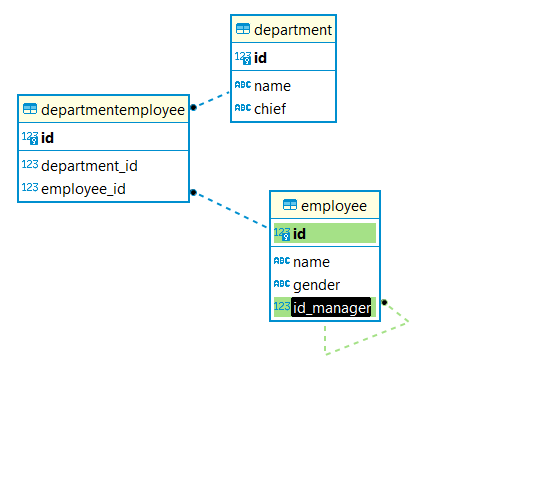 department
123 id
ABC name
ABC chief
departmentemployee
123 id
123 department_id
123 employee_id
employee
123 id
ABC name
ABC gender
123 id_manager